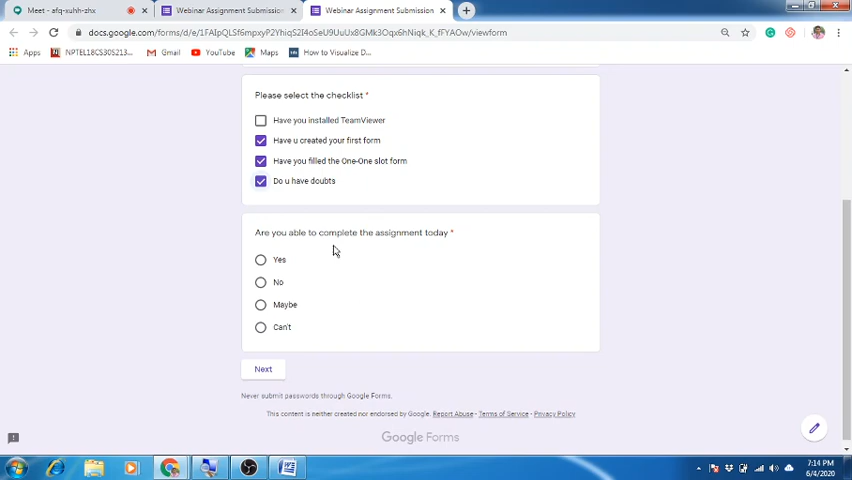 Meet - afq-xuhh-zhx
Webinar Assignment Submission
Webinar Assignment Submission
docs.google.com/forms/d/e/1FAIpQLSf6mpxyP2YhiqS2I4oSeU9UuUx8GMk3Oqx6hNiqk_K_fFYAOw/viewform
Apps
NPTEL18CS30S213...
Gmail
YouTube
Maps
How to Visualize D...
Please select the checklist *
Have you installed TeamViewer
Have u created your first form
Have you filled the One-One slot form
Do u have doubts
Are you able to complete the assignment today *
Yes
No
Maybe
Can't
Next
Never submit passwords through Google Forms.
This content is neither created nor endorsed by Google. Report Abuse - Terms of Service - Privacy Policy
Google Forms
7:14 PM
6/4/2020